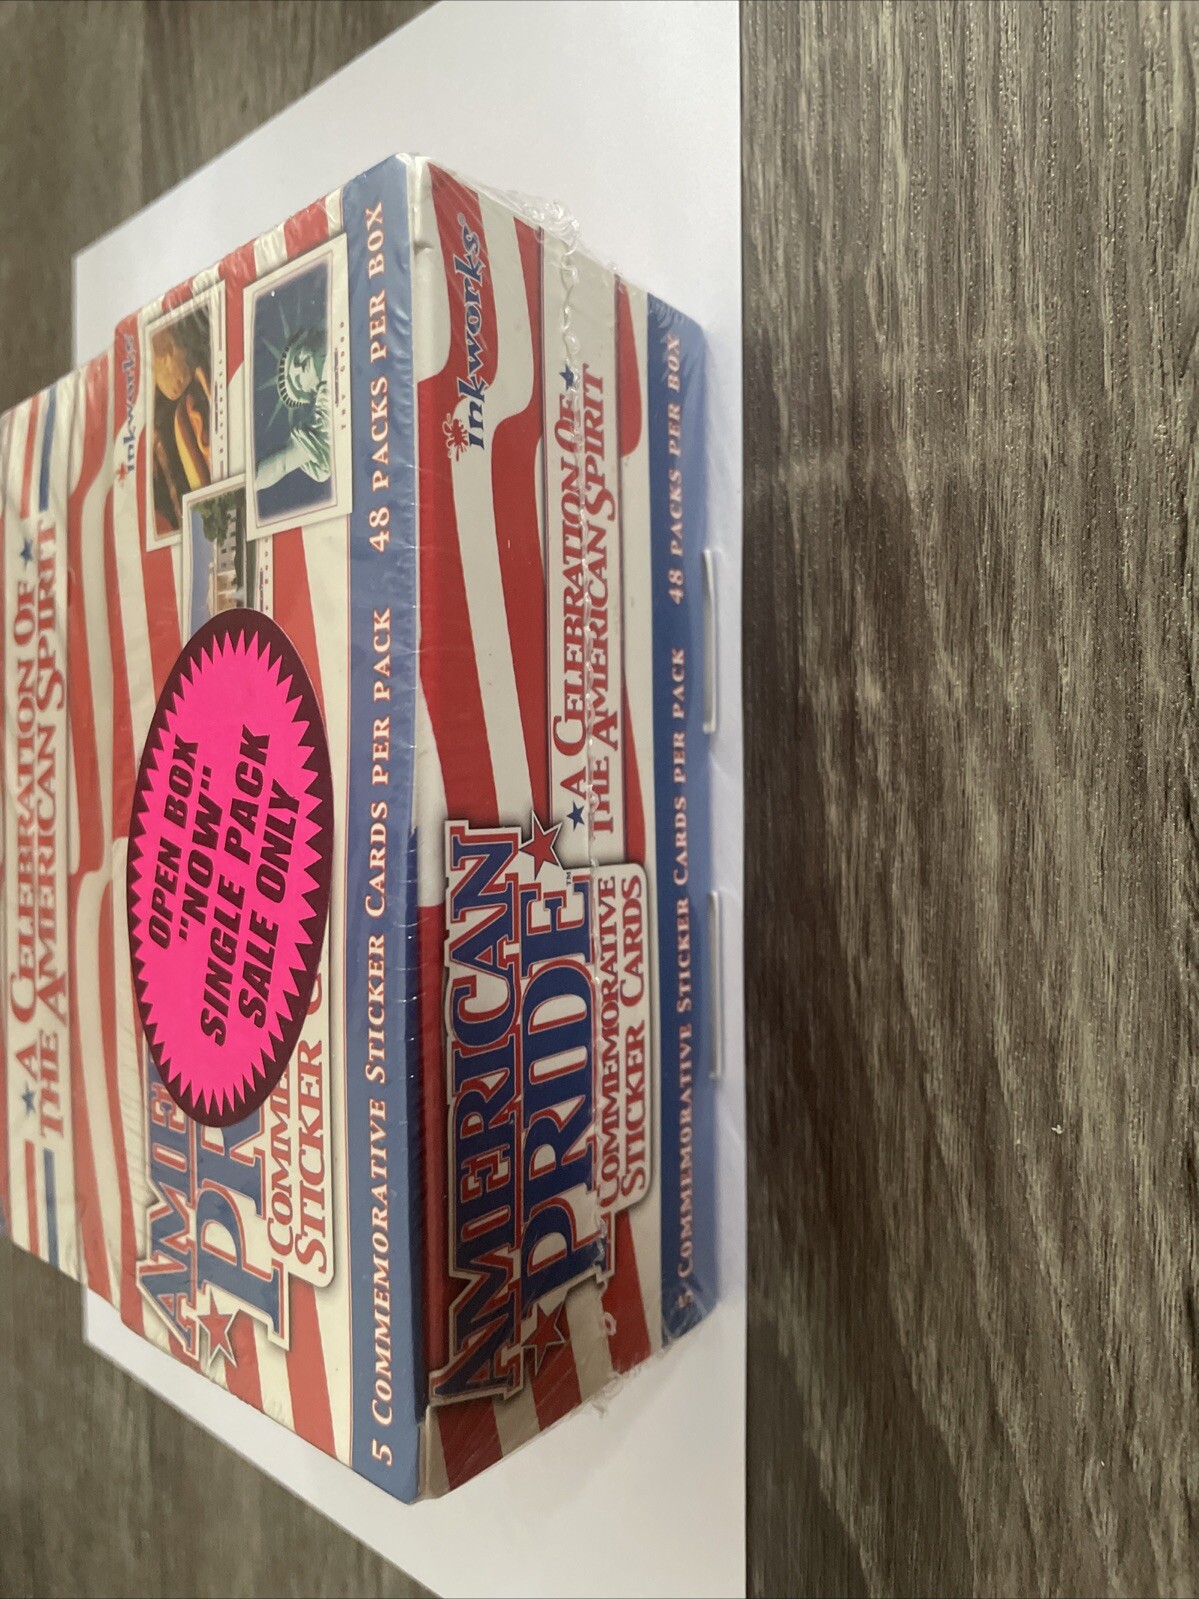 A CELEBRATION OF
THE AMERICAN SPIRIT
Inkworks
OPEN BOX
"NOW"
SINGLE PACK
SALE ONLY
STICKER
5 COMMEMORATIVE STICKER CARDS PER PACK 48 PACKS PER BOX
Inkworks®
AMERICAN
PRIDE™
COMMEMORATIVE
STICKER CARDS
A CELEBRATION OF
THE AMERICAN SPIRIT
5 COMMEMORATIVE STICKER CARDS PER PACK 48 PACKS PER BOX